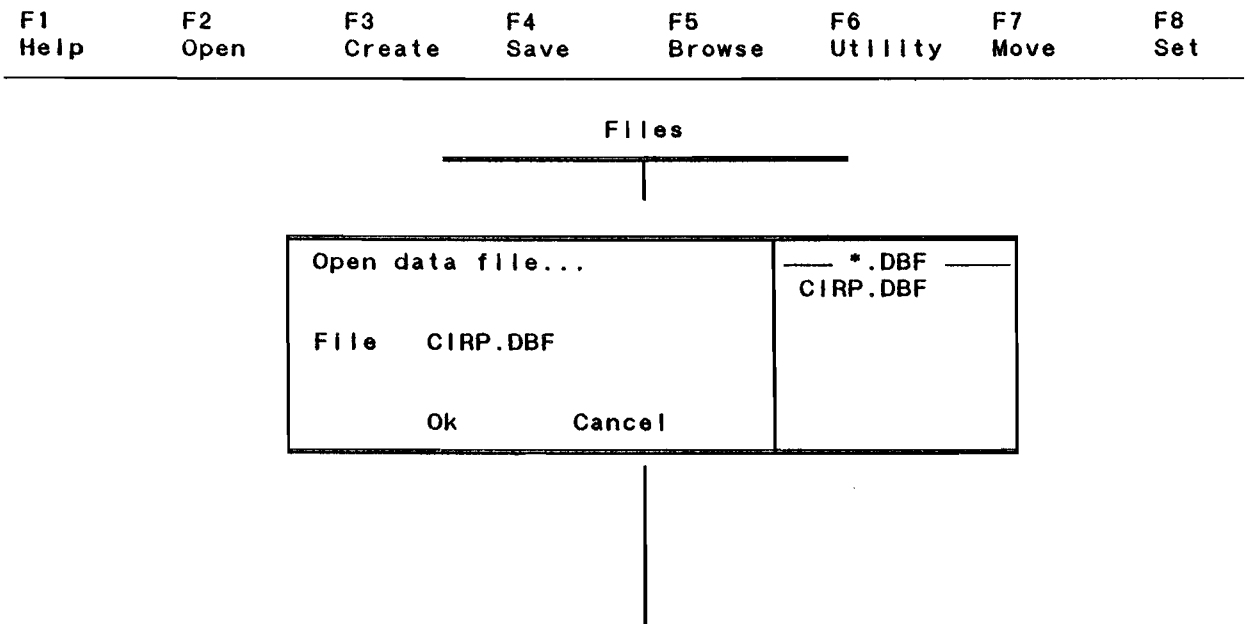 F1 F2 F3 F4 F5 F6 F7 F8
Help Open Create Save Browse Utility Move Set
Files
Open data file...
*.DBF
CIRP.DBF
File CIRP.DBF
Ok Cancel